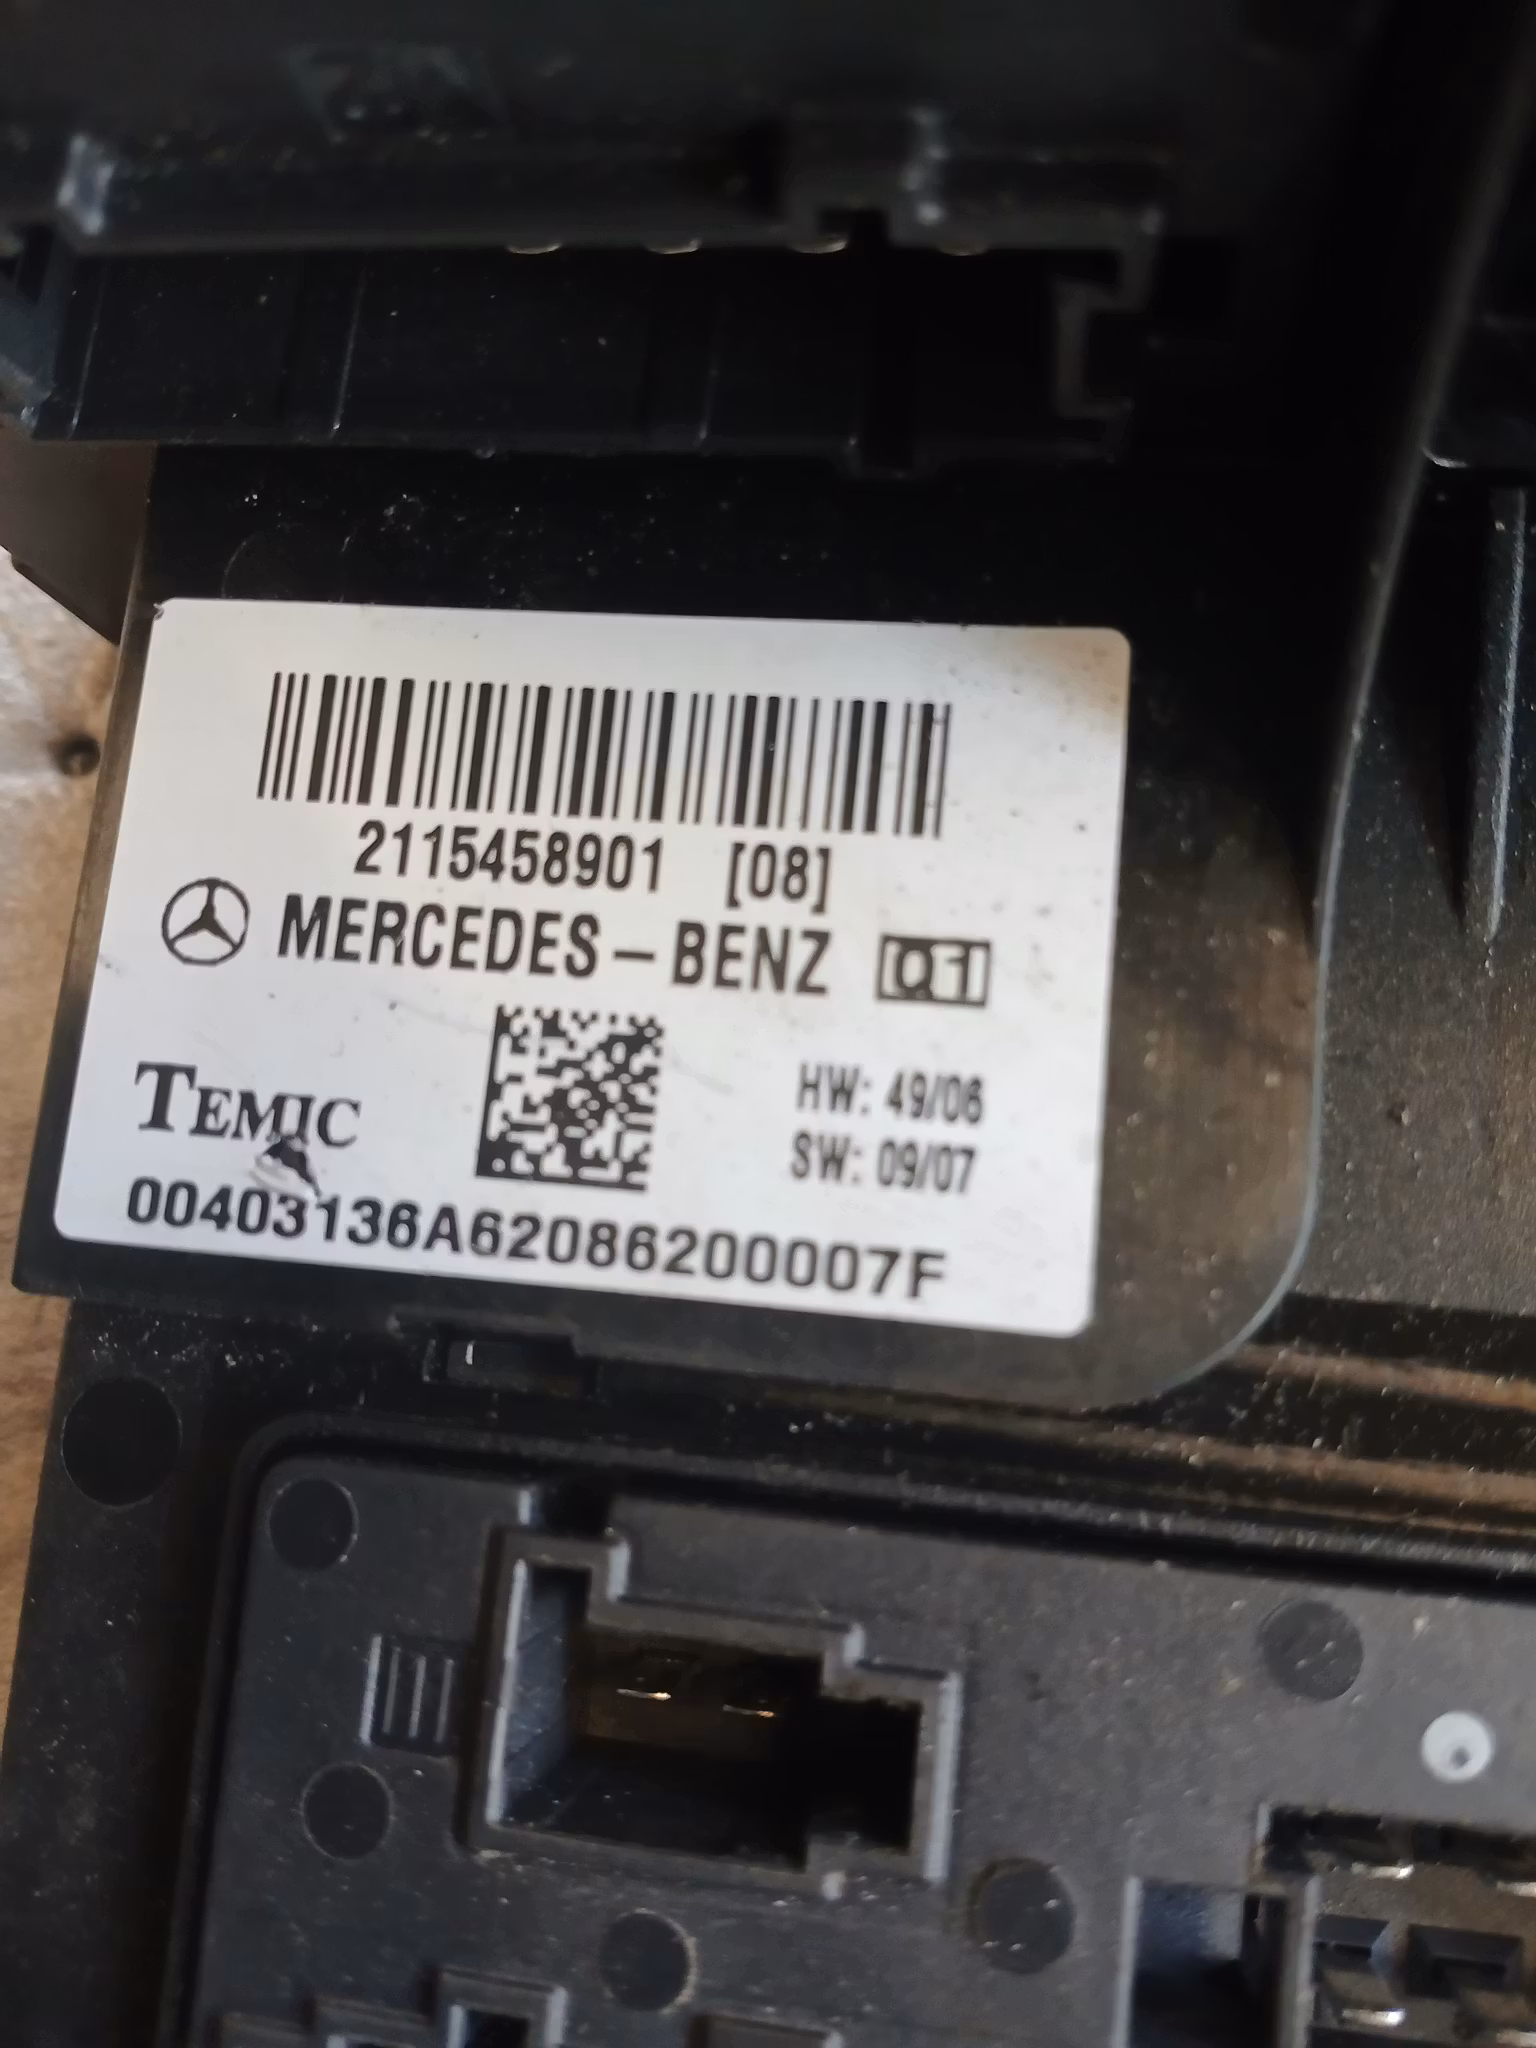 2115458901 [08]
MERCEDES-BENZ Q1
TEMIC
HW: 49/06
SW: 09/07
00403136A62086200007F